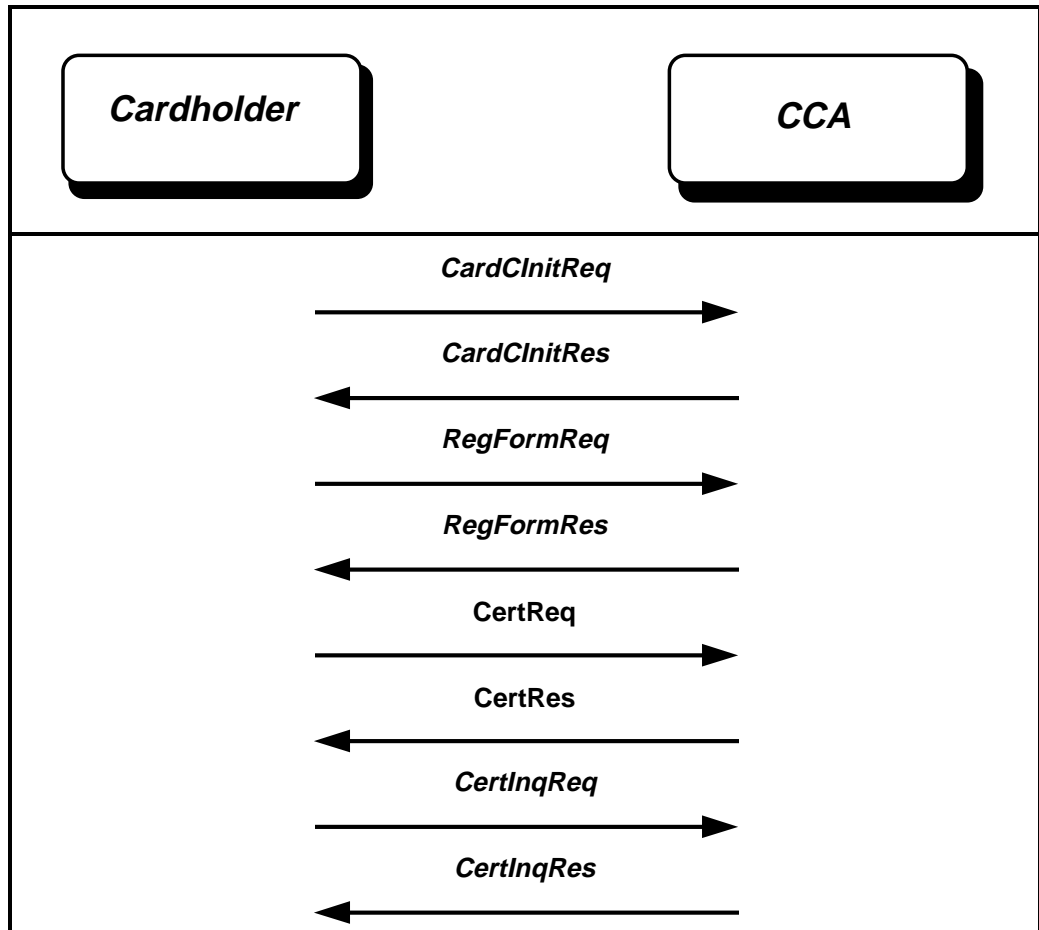 Cardholder
CCA
CardCInitReq
CardCInitRes
RegFormReq
RegFormRes
CertReq
CertRes
CertInqReq
CertInqRes